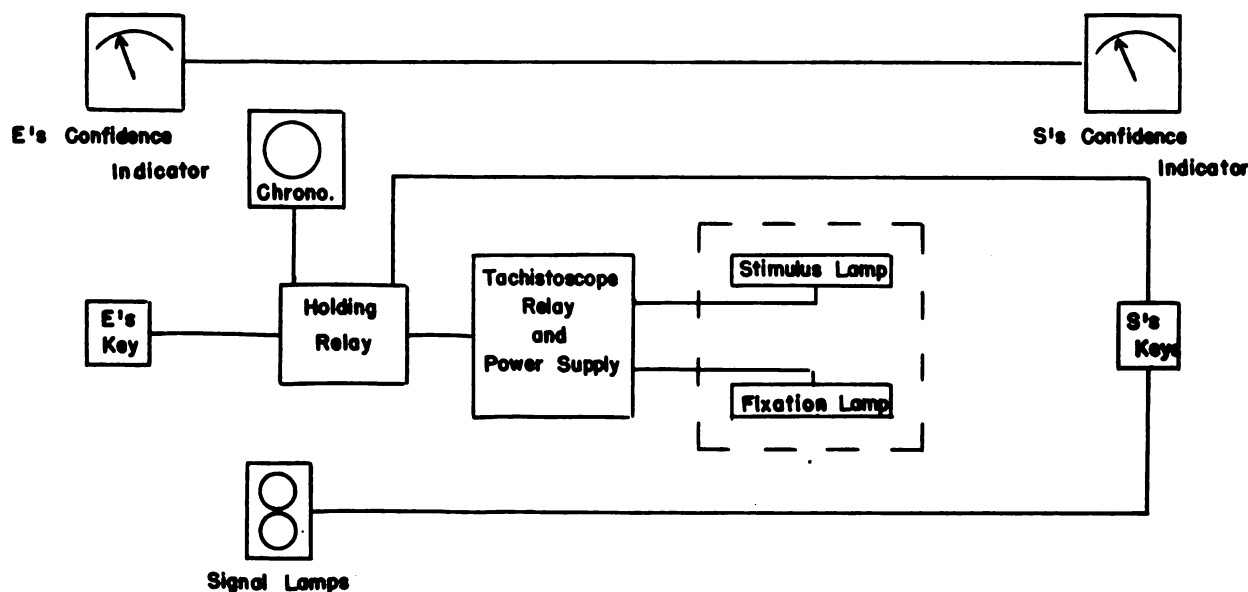 E's Confidence
Indicator
S's Confidence
Indicator
Chrono.
E's
Key
Holding
Relay
Tachistoscope
Relay
and
Power Supply
Stimulus Lamp
Fixation Lamp
S's
Keys
Signal Lamps